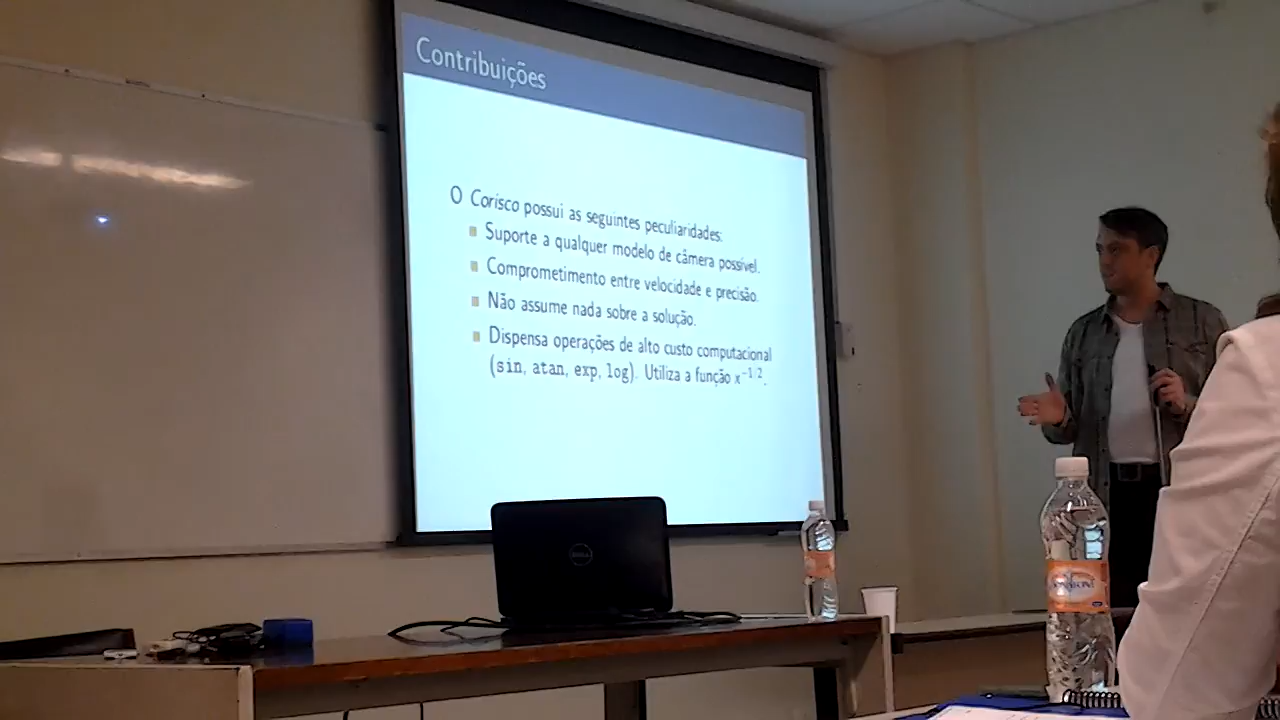 Contribuições
O Corisco possui as seguintes peculiaridades:
Suporte a qualquer modelo de câmera possível.
Comprometimento entre velocidade e precisão.
Não assume nada sobre a solução.
Dispensa operações de alto custo computacional
(sin, atan, exp, log). Utiliza a função x⁻¹ ².
DELL